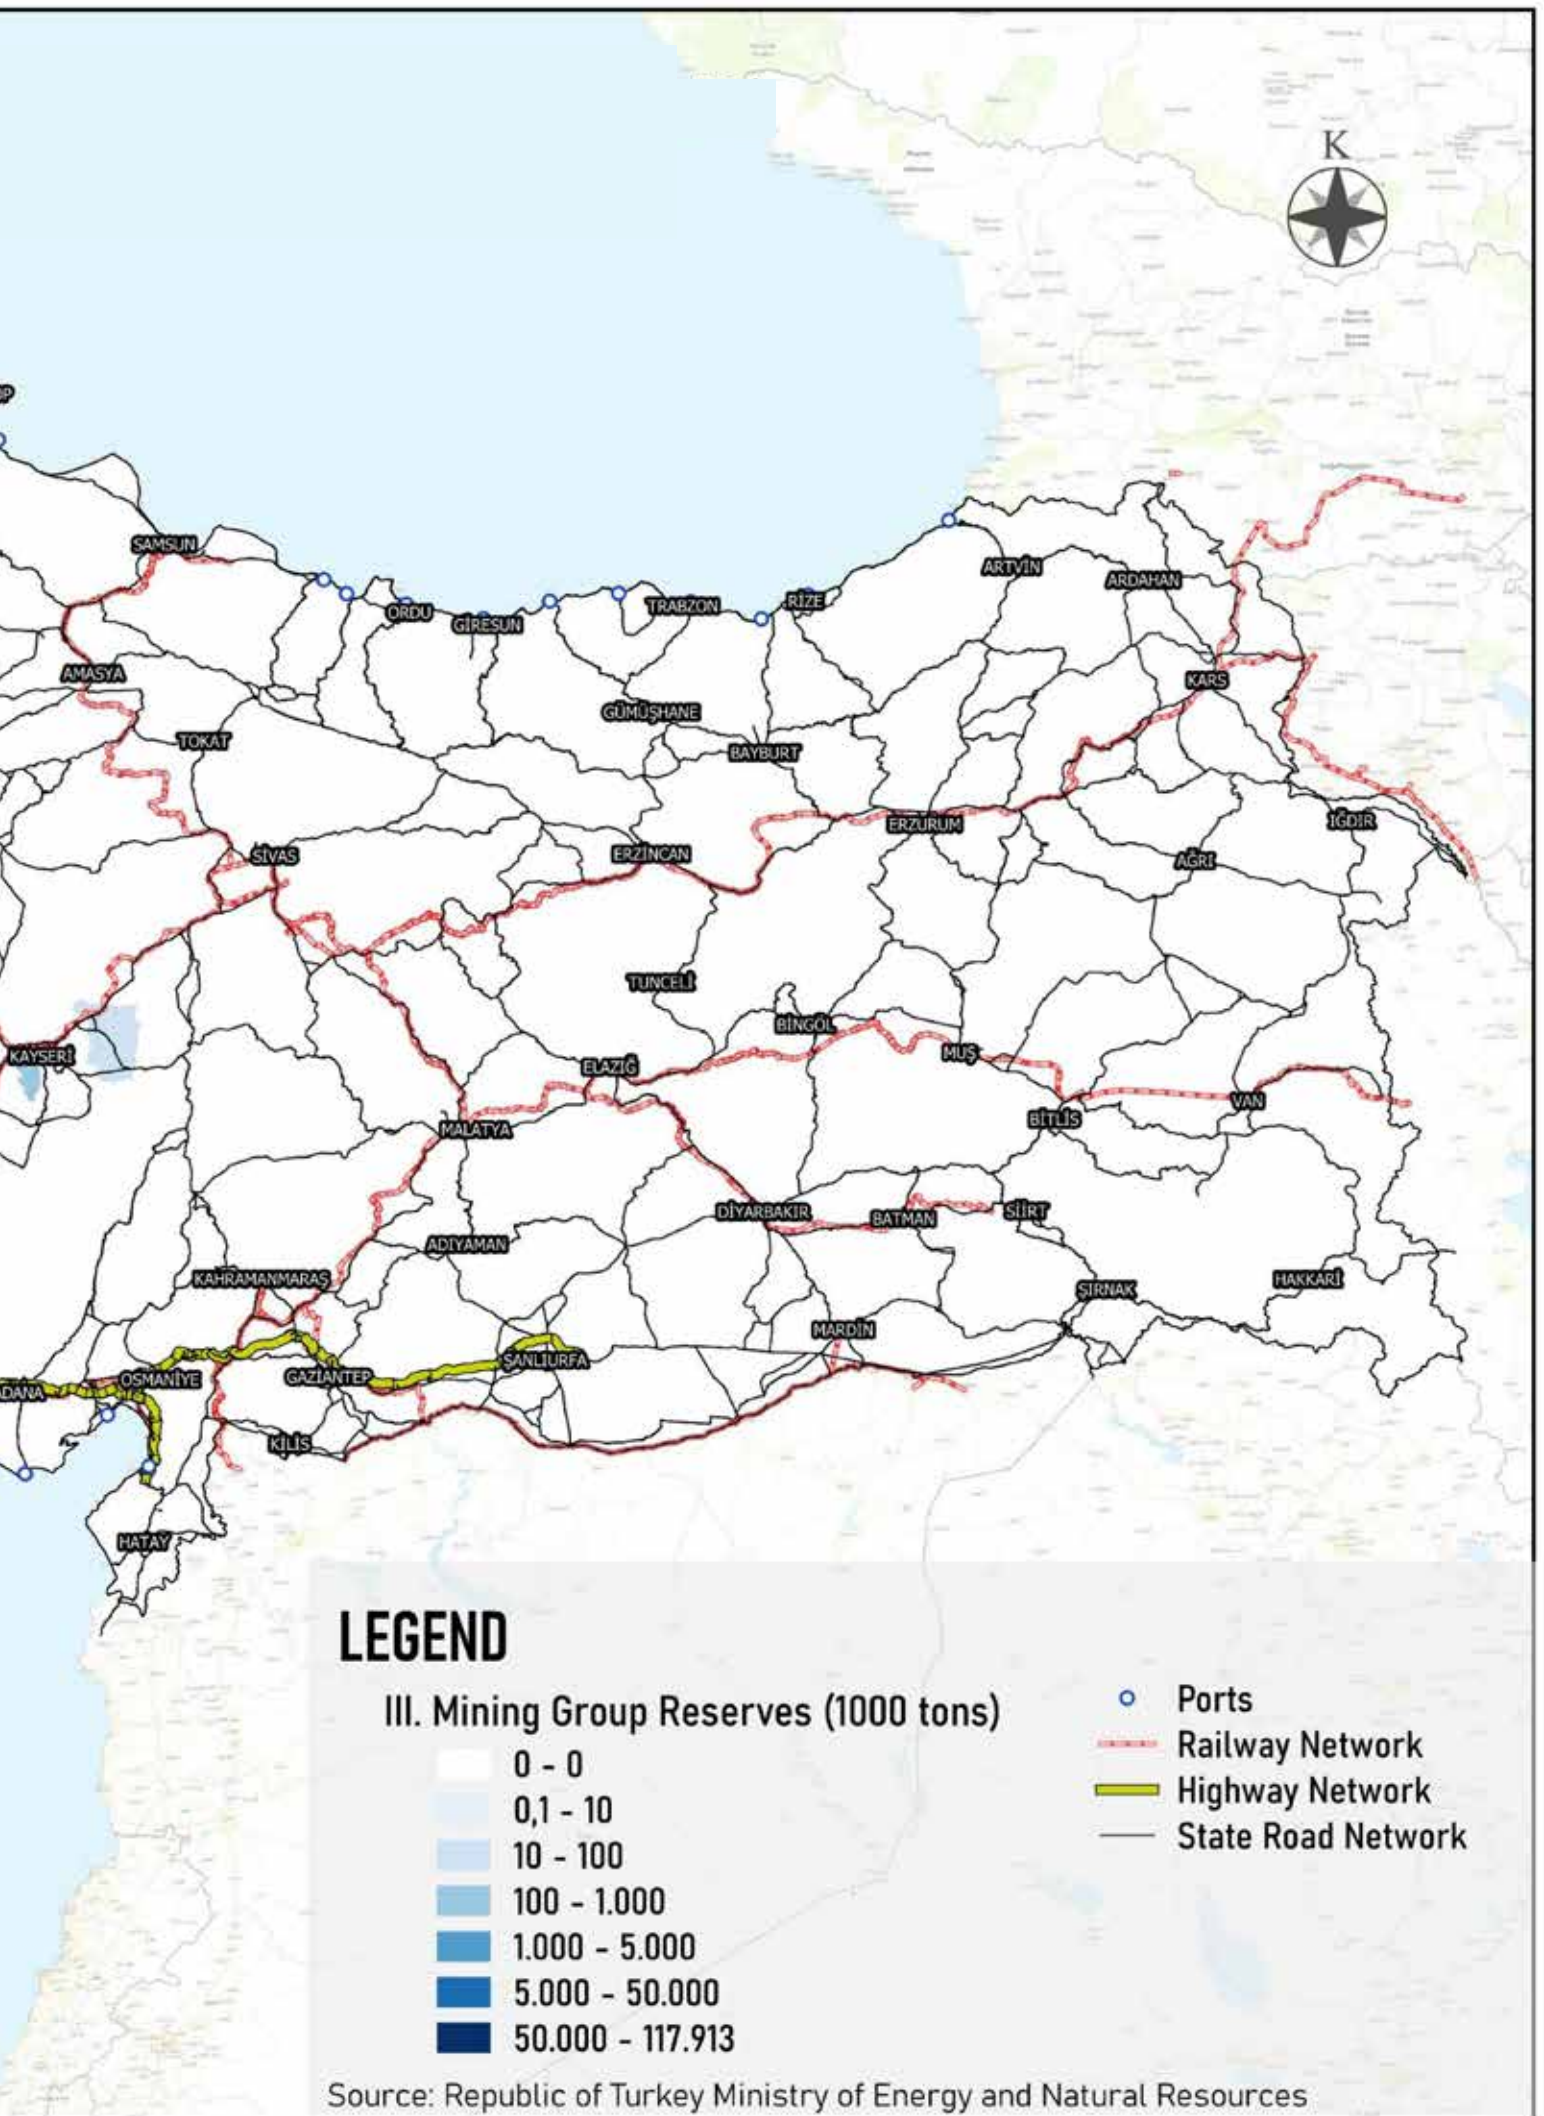 K
OP
SAMSUN
ORDU
GİRESUN
TRABZON
RİZE
ARTVİN
ARDAHAN
AMASYA
KARS
TOKAT
GÜMÜŞHANE
BAYBURT
ERZURUM
IĞDIR
SİVAS
ERZİNCAN
AĞRI
TUNCELİ
KAYSERİ
BİNGÖL
MUŞ
ELAZIĞ
VAN
MALATYA
BİTLİS
DİYARBAKIR
BATMAN
SİİRT
ADIYAMAN
KAHRAMANMARAŞ
HAKKARİ
ŞIRNAK
MARDİN
ŞANLIURFA
OSMANİYE
GAZİANTEP
ADANA
KİLİS
HATAY
LEGEND
III. Mining Group Reserves (1000 tons)
0 - 0
0,1 - 10
10 - 100
100 - 1.000
1.000 - 5.000
5.000 - 50.000
50.000 - 117.913
Ports
Railway Network
Highway Network
State Road Network
Source: Republic of Turkey Ministry of Energy and Natural Resources